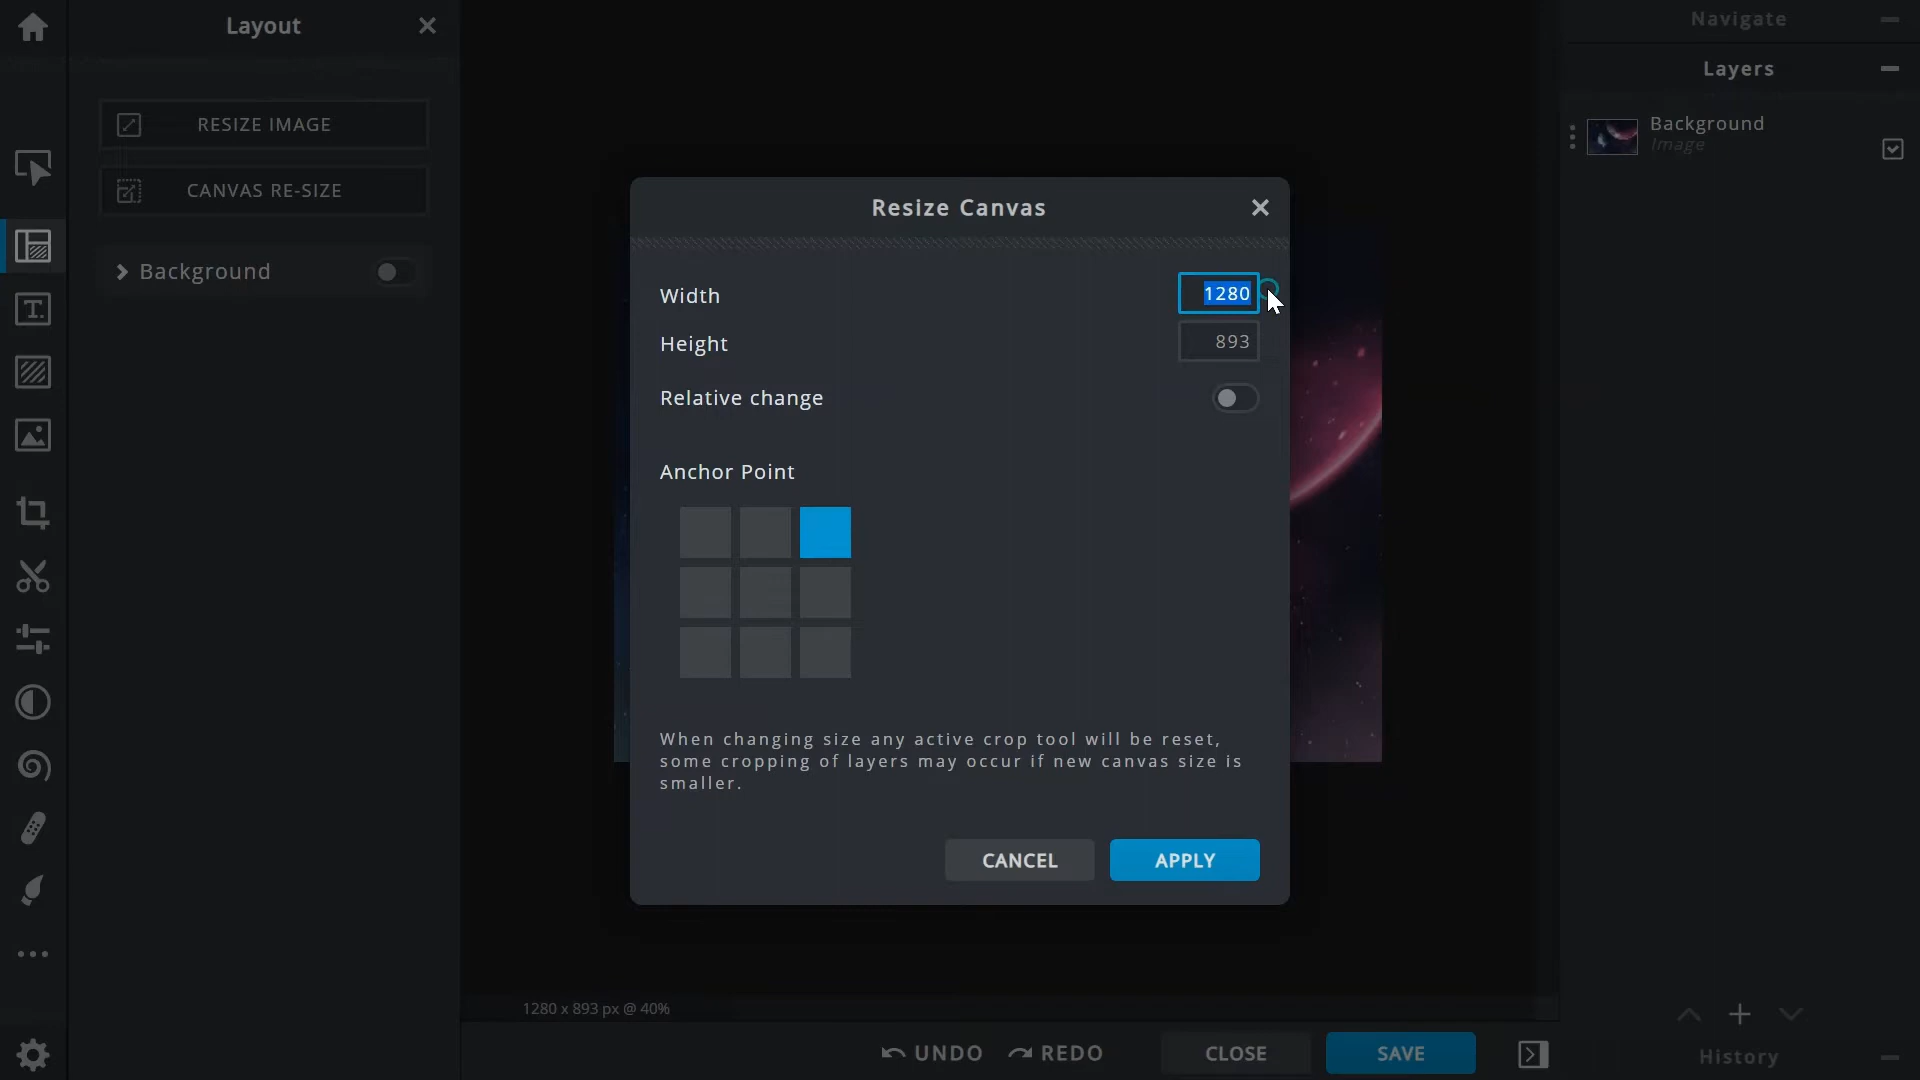 Layout
RESIZE IMAGE
CANVAS RE-SIZE
Background
Resize Canvas
Width
1280
Height
893
Relative change
Anchor Point
When changing size any active crop tool will be reset,
some cropping of layers may occur if new canvas size is
smaller.
CANCEL
APPLY
1280 x 893 px @ 40%
UNDO
REDO
CLOSE
SAVE
Navigate
Layers
Background
Image
History